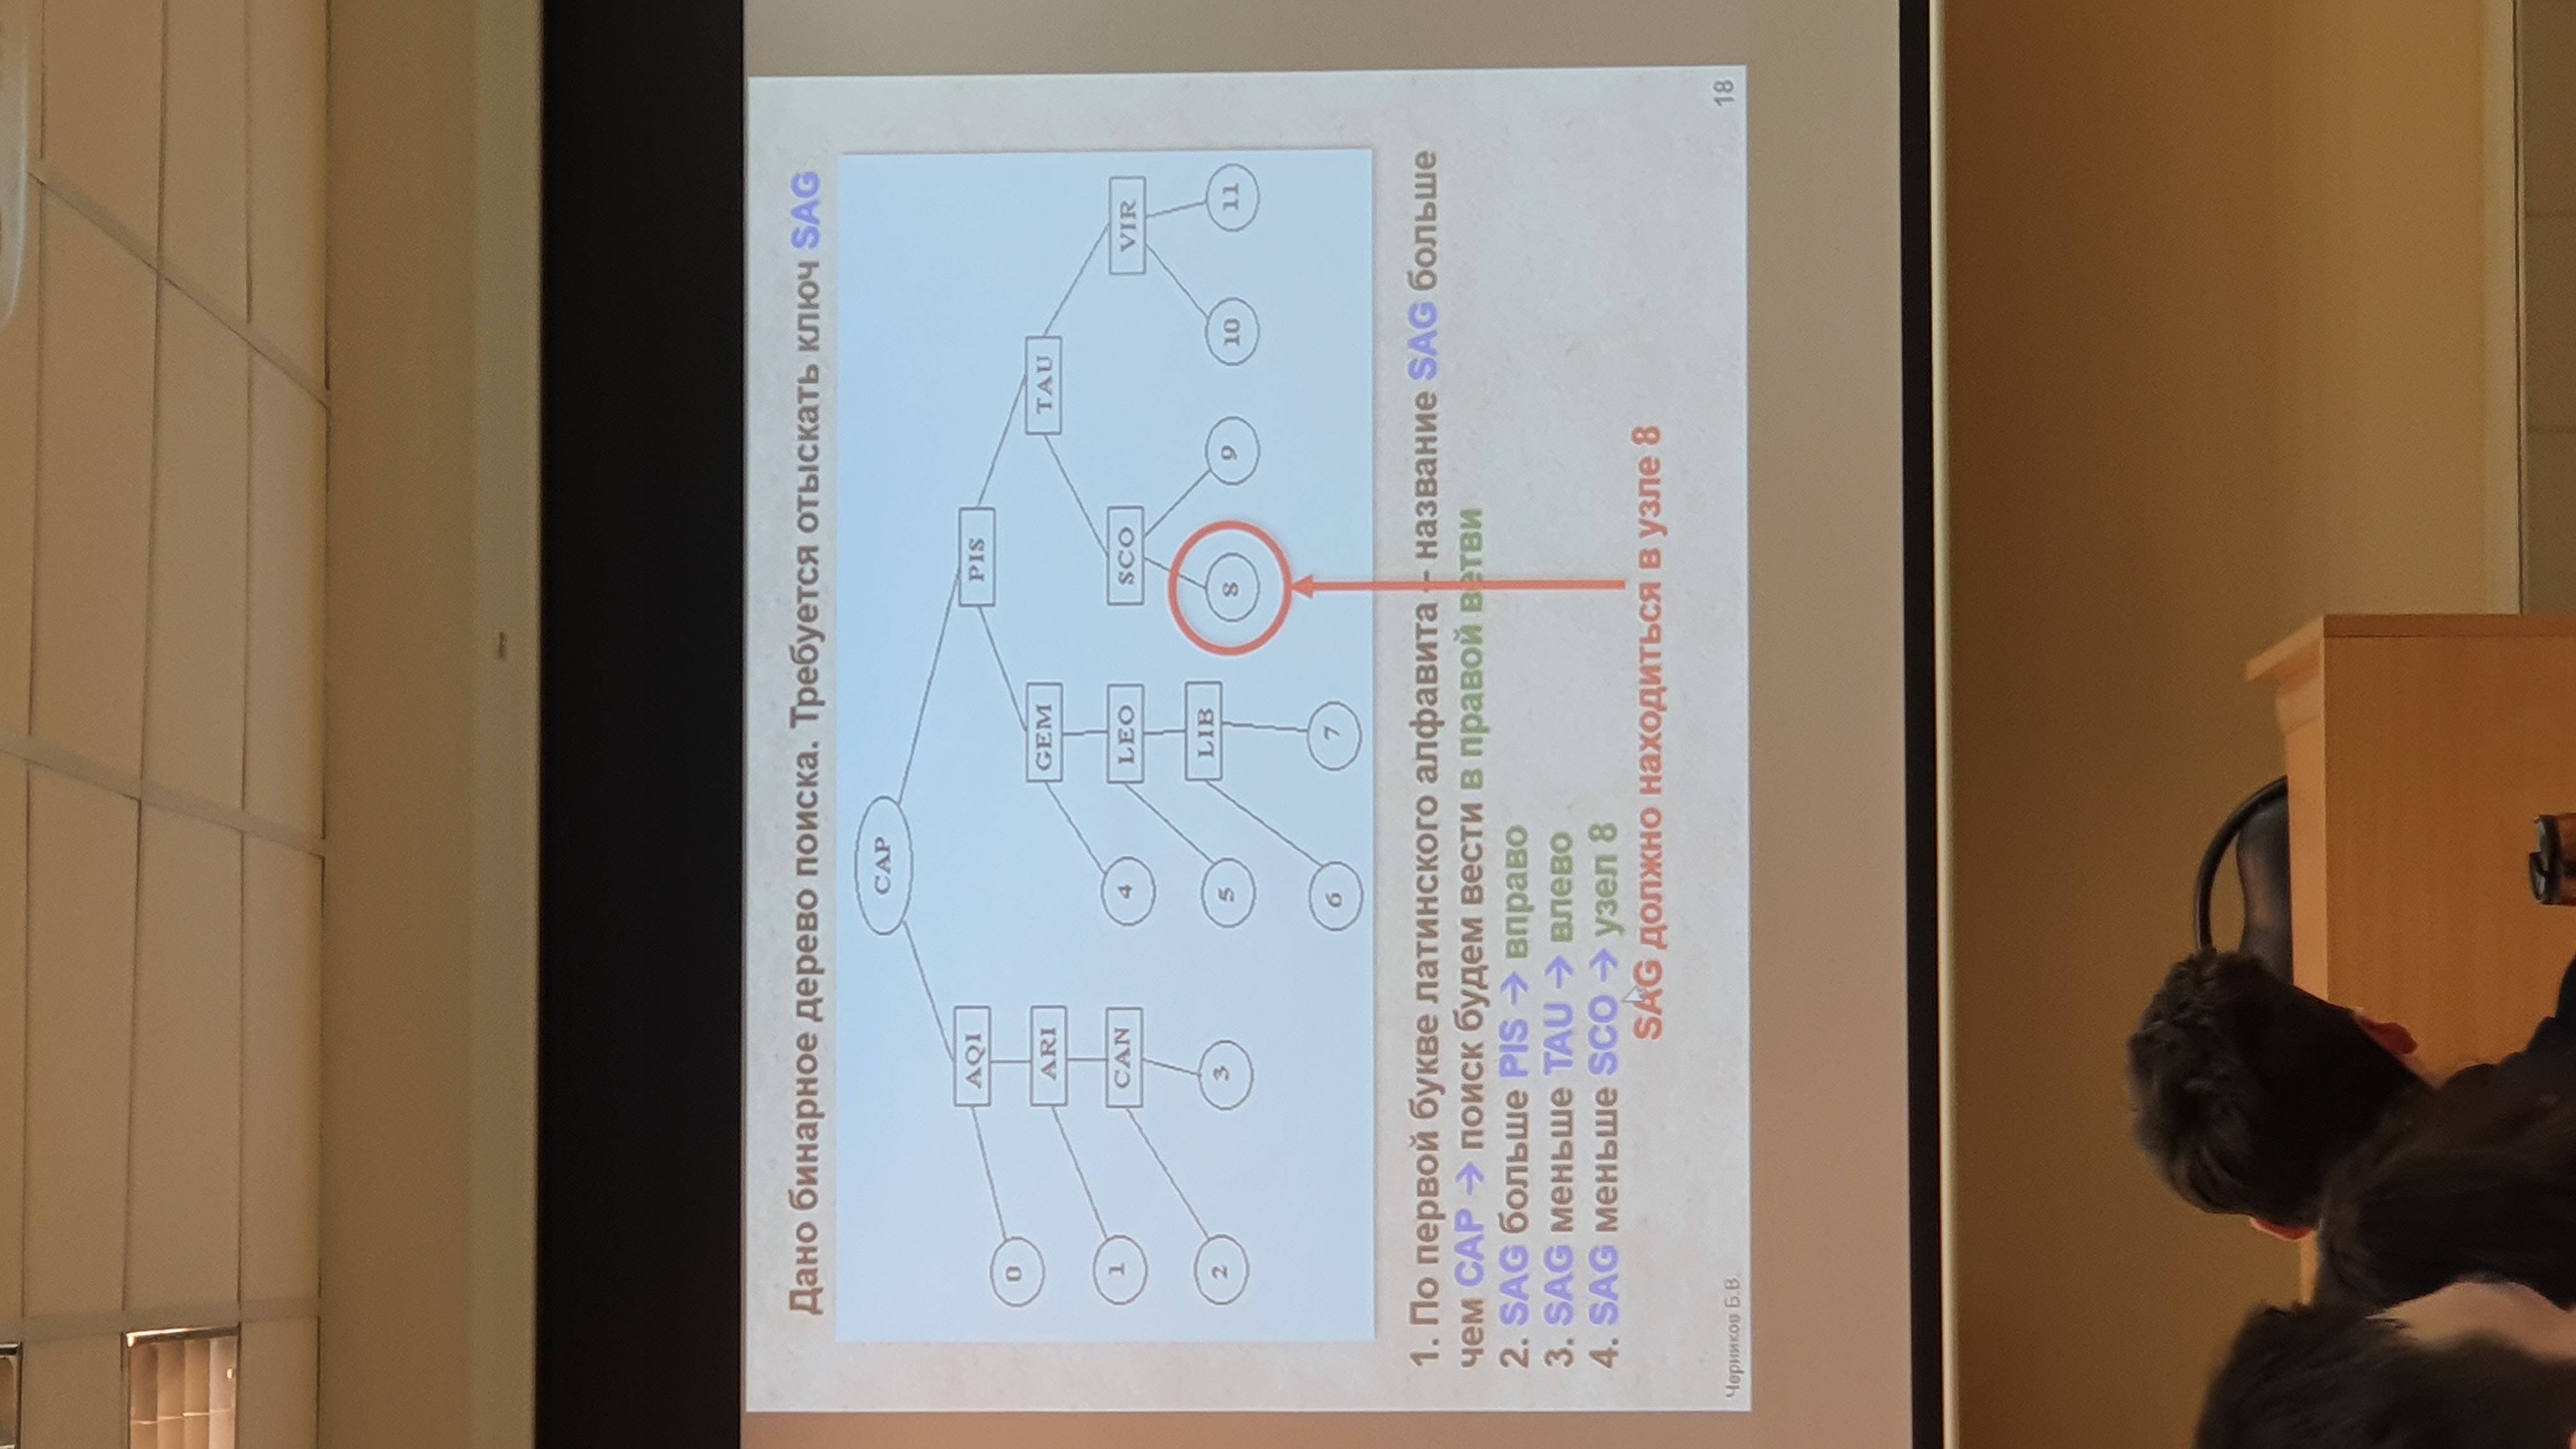 Дано бинарное дерево поиска. Требуется отыскать ключ SAG
CAP
AQI
PIS
0
ARI
GEM
TAU
1
CAN
4
LEO
SCO
VIR
2
3
5
LIB
8
9
10
11
6
7
1. По первой букве латинского алфавита – название SAG больше
чем CAP → поиск будем вести в правой ветви
2. SAG больше PIS → вправо
3. SAG меньше TAU → влево
4. SAG меньше SCO → узел 8
SAG должно находиться в узле 8
Черников Б.В.
18